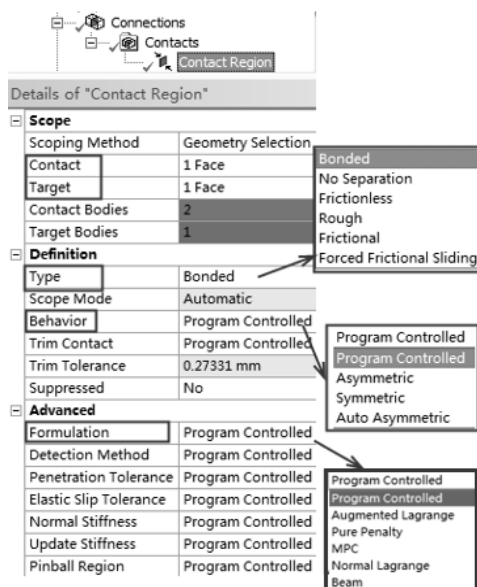 Connections
Contacts
Contact Region
Details of "Contact Region"
Scope
Scoping Method Geometry Selection
Contact 1 Face
Target 1 Face
Contact Bodies 2
Target Bodies 1
Definition
Type Bonded
Scope Mode Automatic
Behavior Program Controlled
Trim Contact Program Controlled
Trim Tolerance 0.27331 mm
Suppressed No
Advanced
Formulation Program Controlled
Detection Method Program Controlled
Penetration Tolerance Program Controlled
Elastic Slip Tolerance Program Controlled
Normal Stiffness Program Controlled
Update Stiffness Program Controlled
Pinball Region Program Controlled
Bonded
No Separation
Frictionless
Rough
Frictional
Forced Frictional Sliding
Program Controlled
Program Controlled
Asymmetric
Symmetric
Auto Asymmetric
Program Controlled
Program Controlled
Augmented Lagrange
Pure Penalty
MPC
Normal Lagrange
Beam